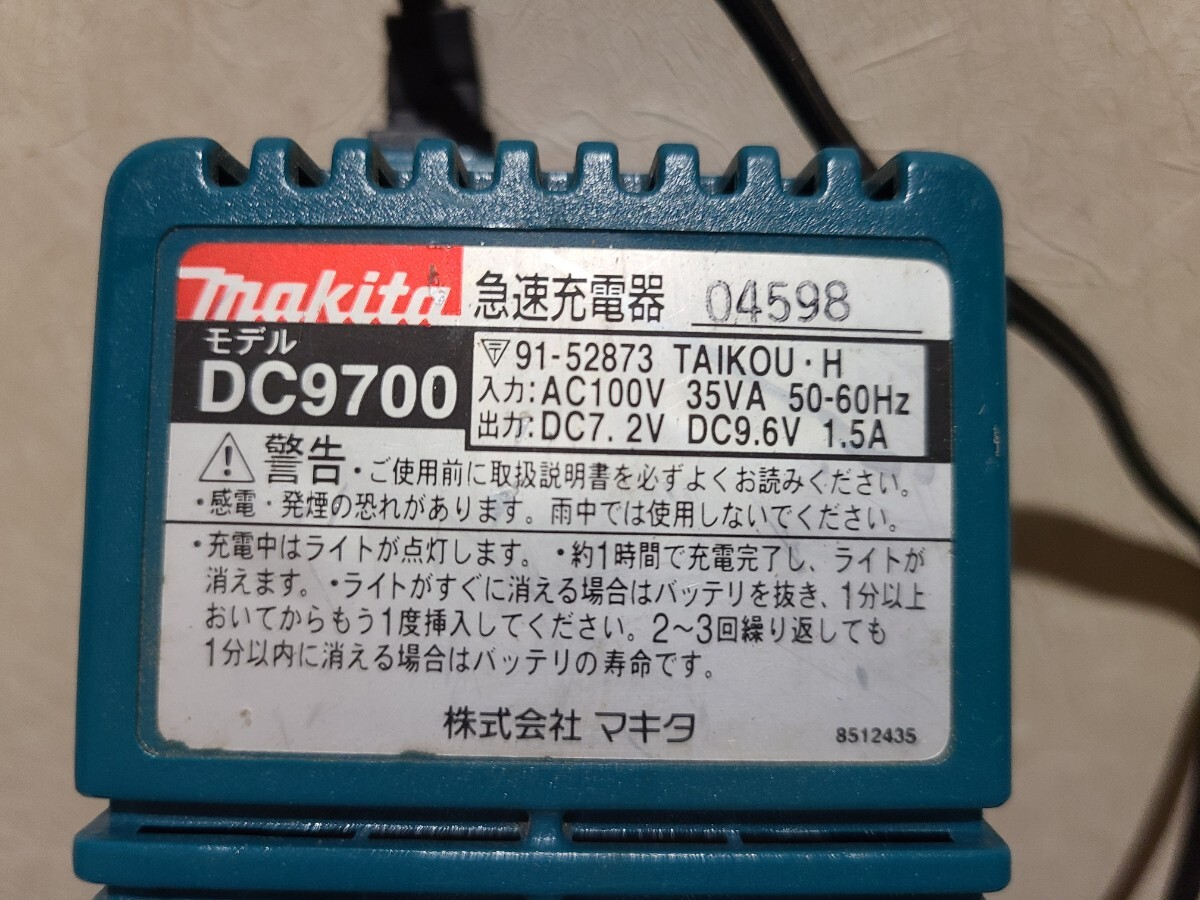 makita 急速充電器 04598
モデル
DC9700
〒 91-52873 TAIKOU・H
入力:AC100V 35VA 50-60Hz
出力:DC7.2V DC9.6V 1.5A
警告・ご使用前に取扱説明書を必ずよくお読みください。
・感電・発煙の恐れがあります。雨中では使用しないでください。
・充電中はライトが点灯します。・約1時間で充電完了し、ライトが
消えます。・ライトがすぐに消える場合はバッテリを抜き、1分以上
おいてからもう1度挿入してください。2〜3回繰り返しても
1分以内に消える場合はバッテリの寿命です。
株式会社 マキタ
8512435